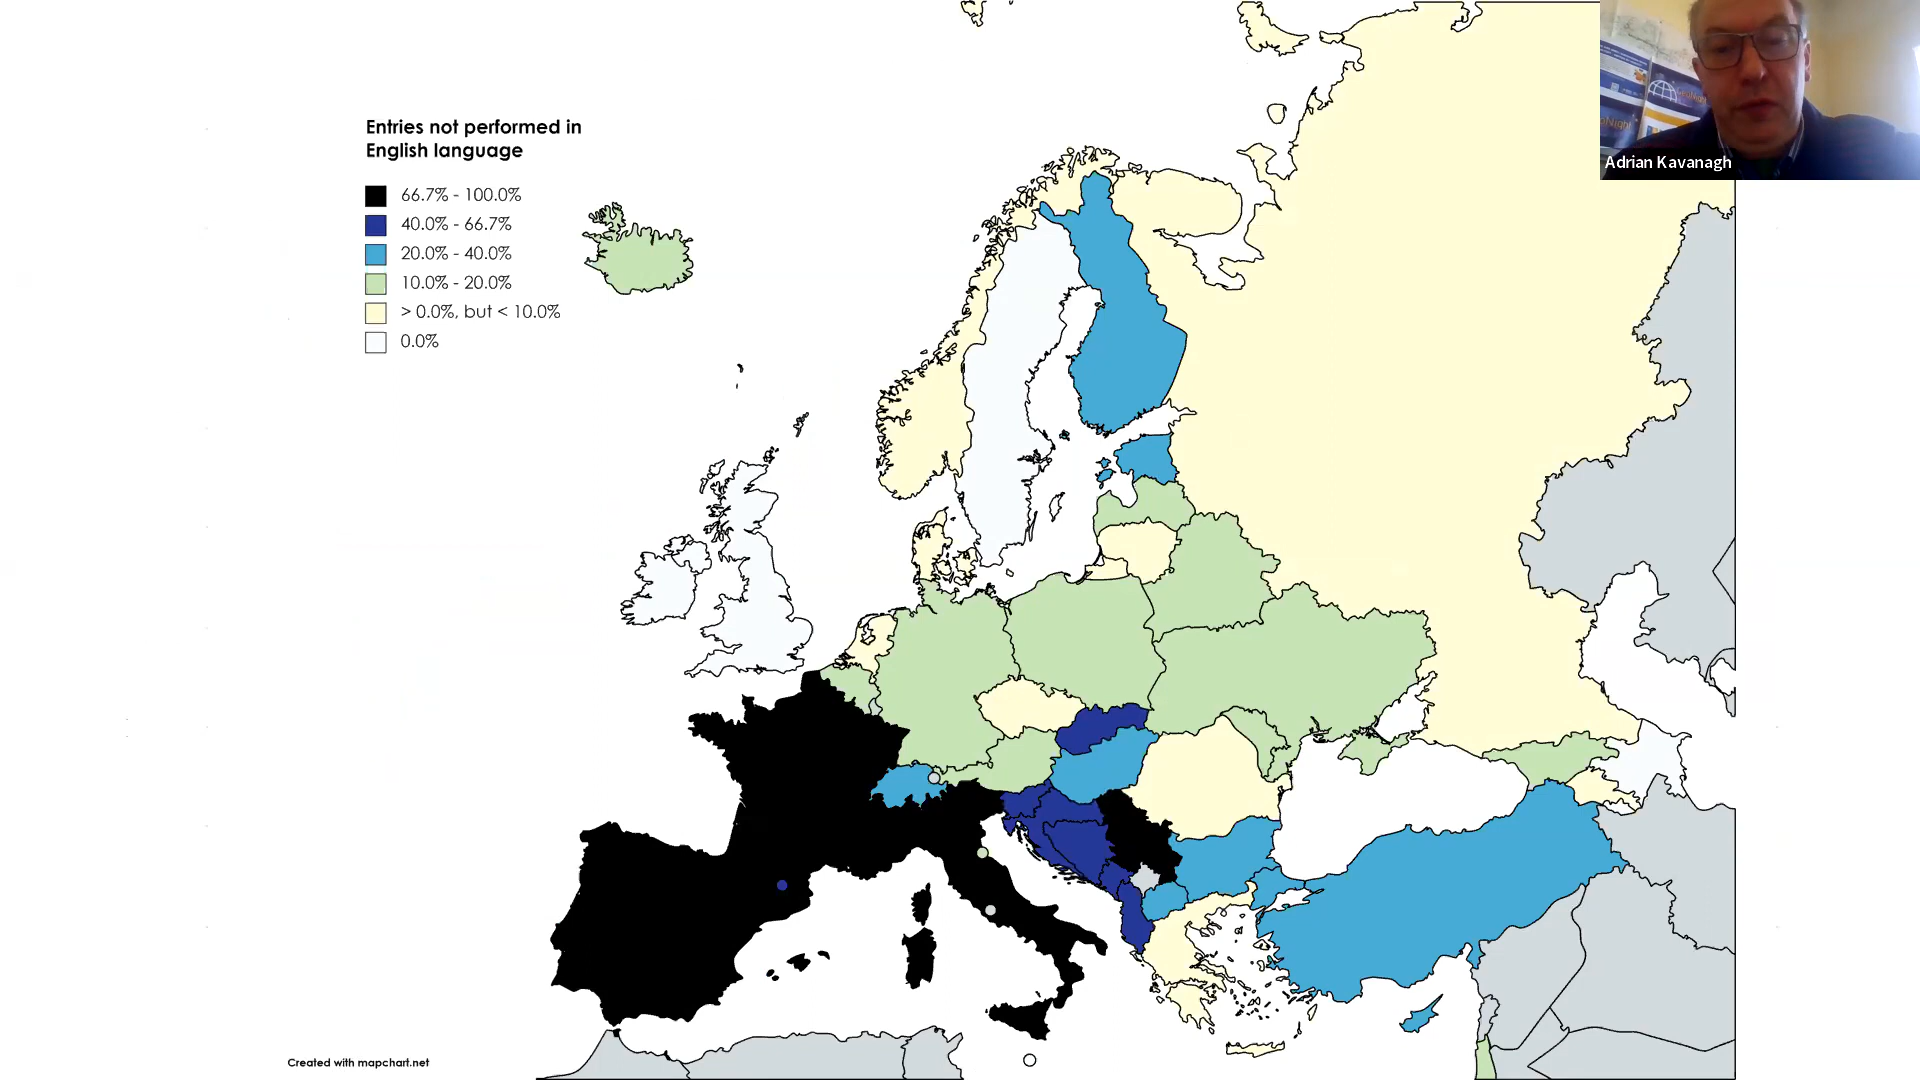 Entries not performed in
English language
66.7% - 100.0%
40.0% - 66.7%
20.0% - 40.0%
10.0% - 20.0%
> 0.0%, but < 10.0%
0.0%
Adrian Kavanagh
Created with mapchart.net